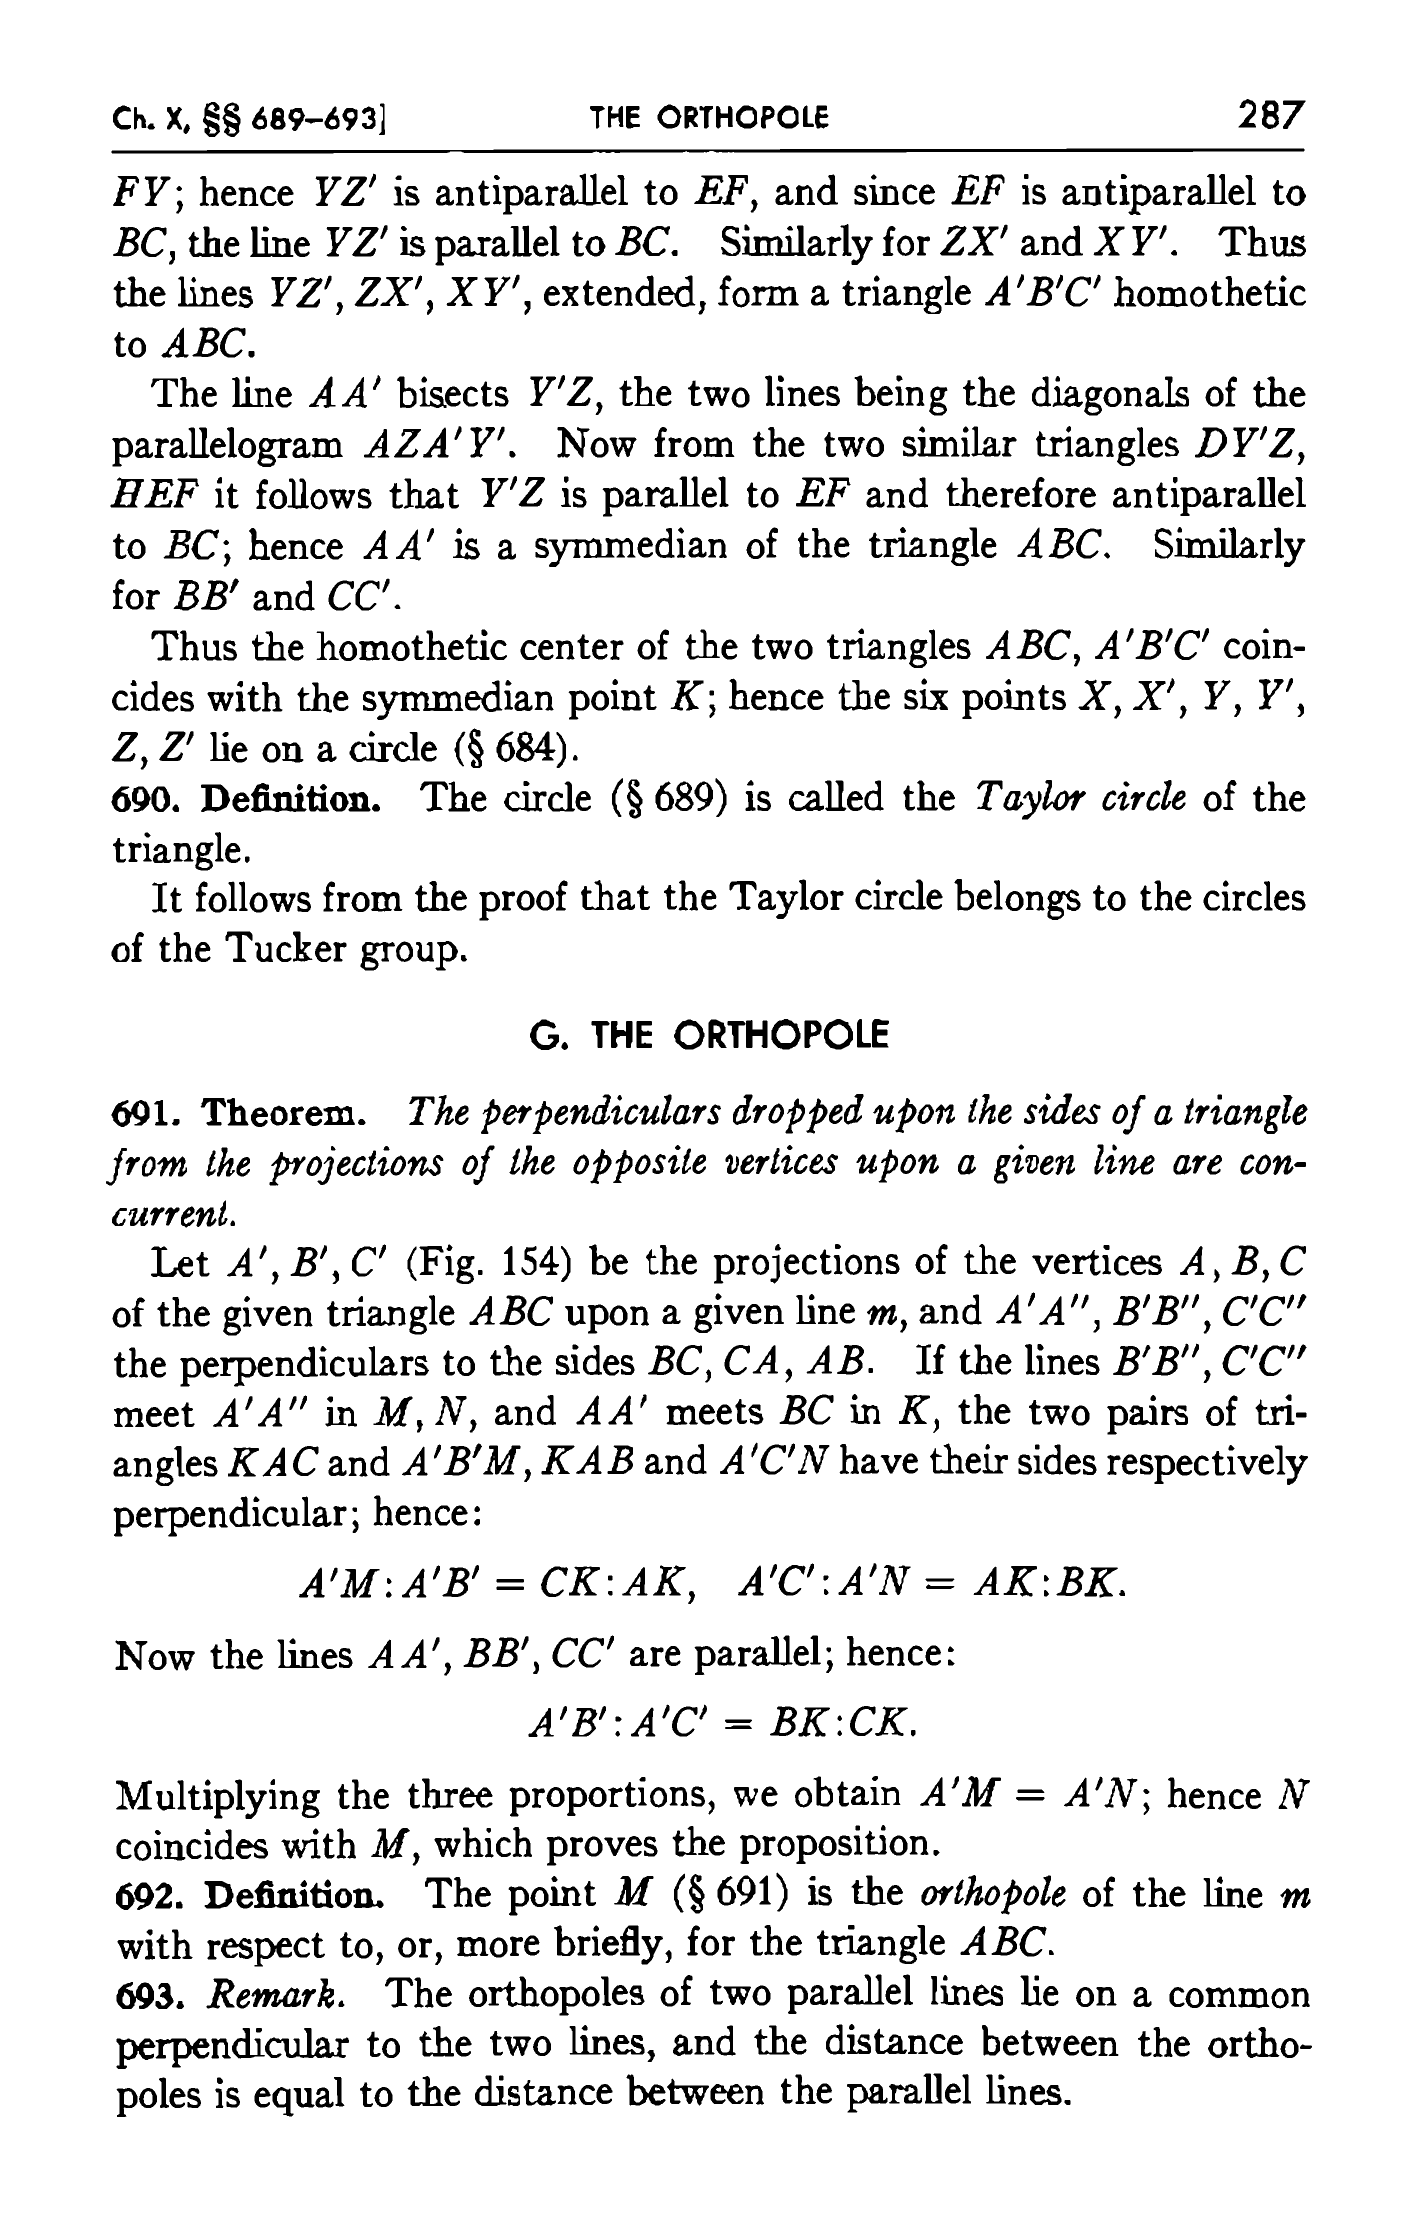 Ch. X, §§ 689–693] THE ORTHOPOLE 287
FY; hence YZ' is antiparallel to EF, and since EF is antiparallel to
BC, the line YZ' is parallel to BC. Similarly for ZX' and XY'. Thus
the lines YZ', ZX', XY', extended, form a triangle A'B'C' homothetic
to ABC.
The line AA' bisects Y'Z, the two lines being the diagonals of the
parallelogram AZA'Y'. Now from the two similar triangles DY'Z,
HEF it follows that Y'Z is parallel to EF and therefore antiparallel
to BC; hence AA' is a symmedian of the triangle ABC. Similarly
for BB' and CC'.
Thus the homothetic center of the two triangles ABC, A'B'C' coin-
cides with the symmedian point K; hence the six points X, X', Y, Y',
Z, Z' lie on a circle (§ 684).
690. Definition. The circle (§ 689) is called the Taylor circle of the
triangle.
It follows from the proof that the Taylor circle belongs to the circles
of the Tucker group.
G. THE ORTHOPOLE
691. Theorem. The perpendiculars dropped upon the sides of a triangle
from the projections of the opposite vertices upon a given line are con-
current.
Let A', B', C' (Fig. 154) be the projections of the vertices A, B, C
of the given triangle ABC upon a given line m, and A'A'', B'B'', C'C''
the perpendiculars to the sides BC, CA, AB. If the lines B'B'', C'C''
meet A'A'' in M, N, and AA' meets BC in K, the two pairs of tri-
angles KAC and A'B'M, KAB and A'C'N have their sides respectively
perpendicular; hence:
A'M:A'B' = CK:AK, A'C':A'N = AK:BK.
Now the lines AA', BB', CC' are parallel; hence:
A'B':A'C' = BK:CK.
Multiplying the three proportions, we obtain A'M = A'N; hence N
coincides with M, which proves the proposition.
692. Definition. The point M (§ 691) is the orthopole of the line m
with respect to, or, more briefly, for the triangle ABC.
693. Remark. The orthopoles of two parallel lines lie on a common
perpendicular to the two lines, and the distance between the ortho-
poles is equal to the distance between the parallel lines.